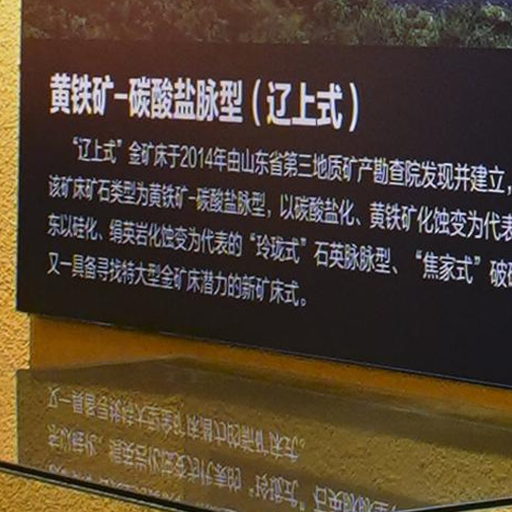 黄铁矿-碳酸盐脉型（辽上式）
“辽上式”金矿床于2014年由山东省第三地质矿产勘查院发现并建立，
该矿床矿石类型为黄铁矿-碳酸盐脉型，以碳酸盐化、黄铁矿化蚀变为代表
东以硅化、绢英岩化蚀变为代表的“玲珑式”石英脉脉型、“焦家式”破碎
又一具备寻找特大型金矿床潜力的新矿床式。